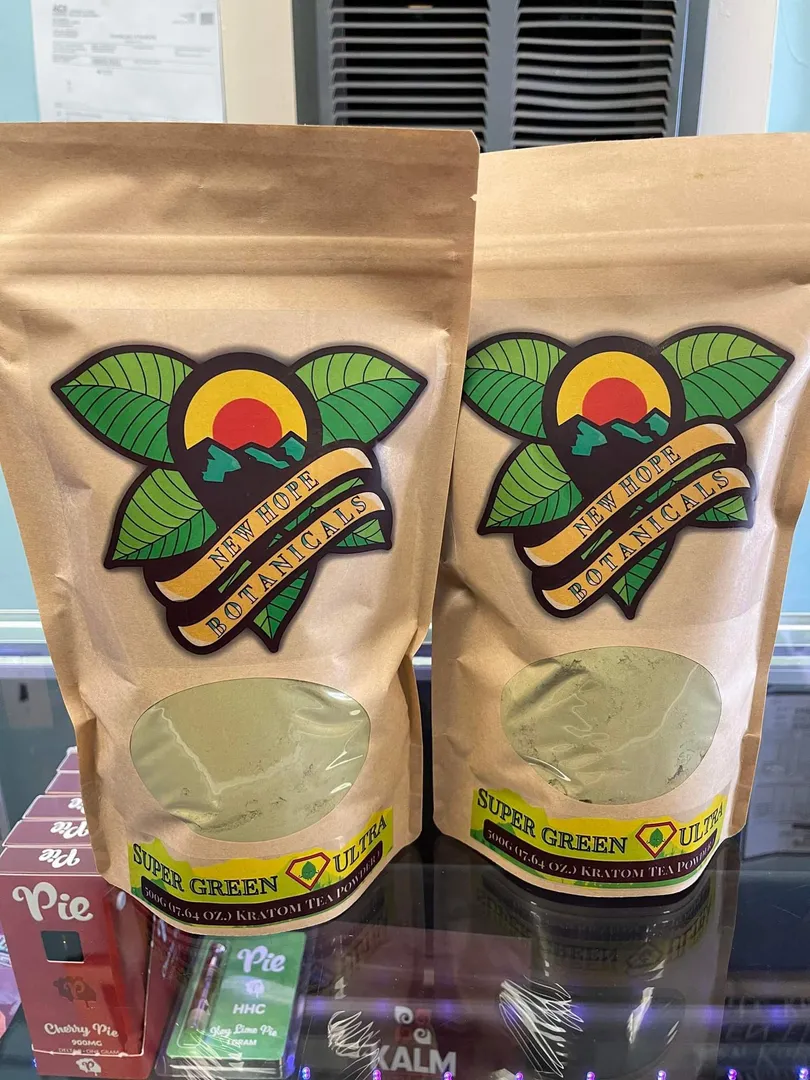 NEW HOPE
BOTANICALS
SUPER GREEN ULTRA
500G (17.64 OZ.) KRATOM TEA POWDER
NEW HOPE
BOTANICALS
SUPER GREEN ULTRA
500G (17.64 OZ.) KRATOM TEA POWDER
Pie
Pie
Pie
Cherry Pie
900MG
Pie
HHC
Key Lime Pie
1 GRAM
KALM